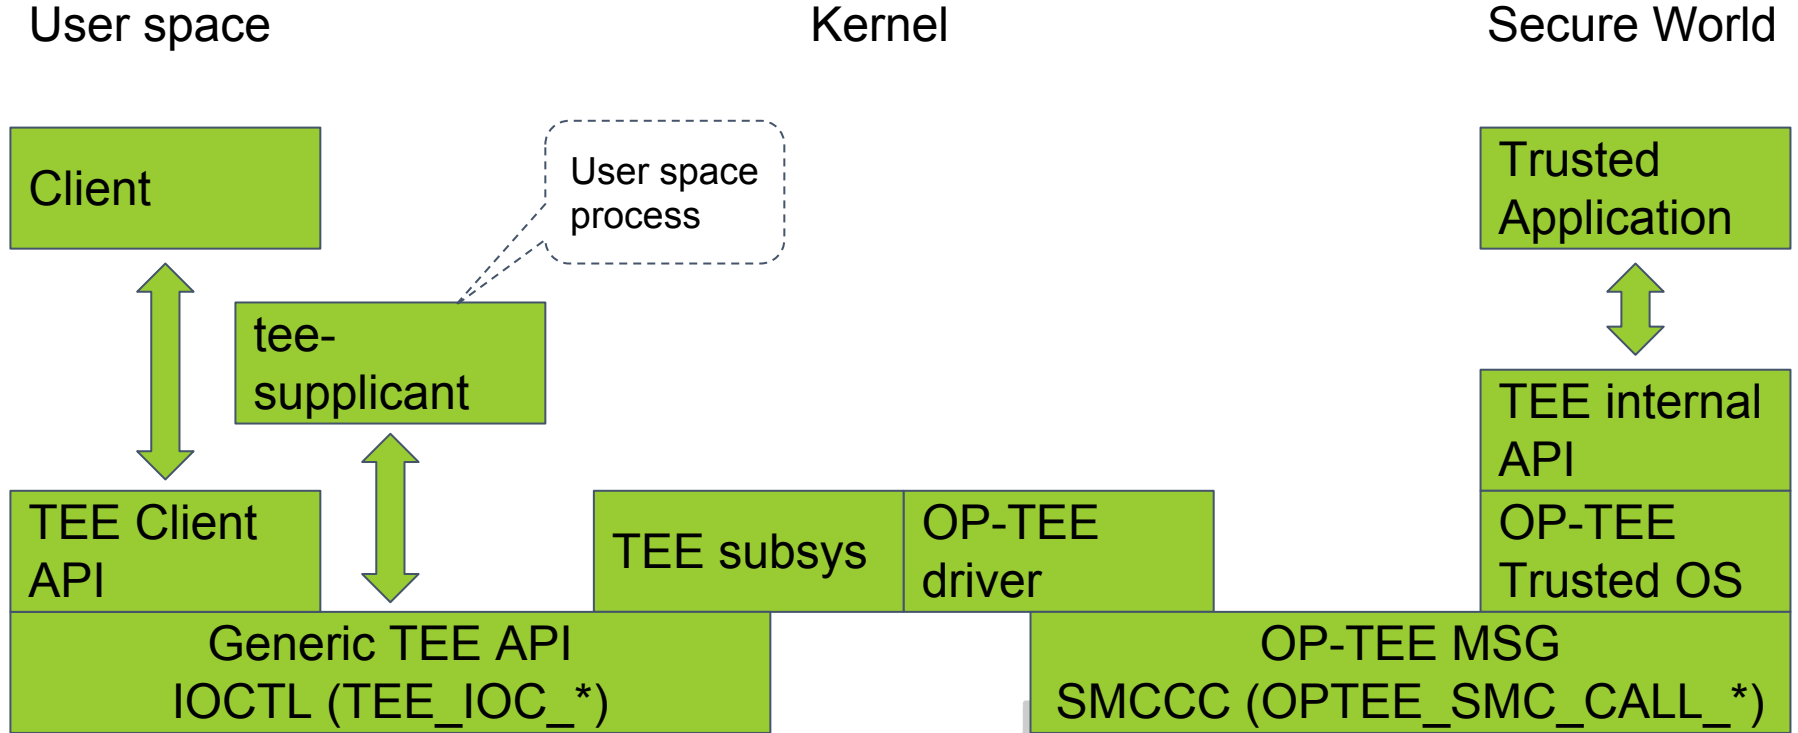 User space
Kernel
Secure World
Client
User space
process
Trusted
Application
tee-
supplicant
TEE internal
API
TEE Client
API
TEE subsys
OP-TEE
driver
OP-TEE
Trusted OS
Generic TEE API
IOCTL (TEE_IOC_*)
OP-TEE MSG
SMCCC (OPTEE_SMC_CALL_*)